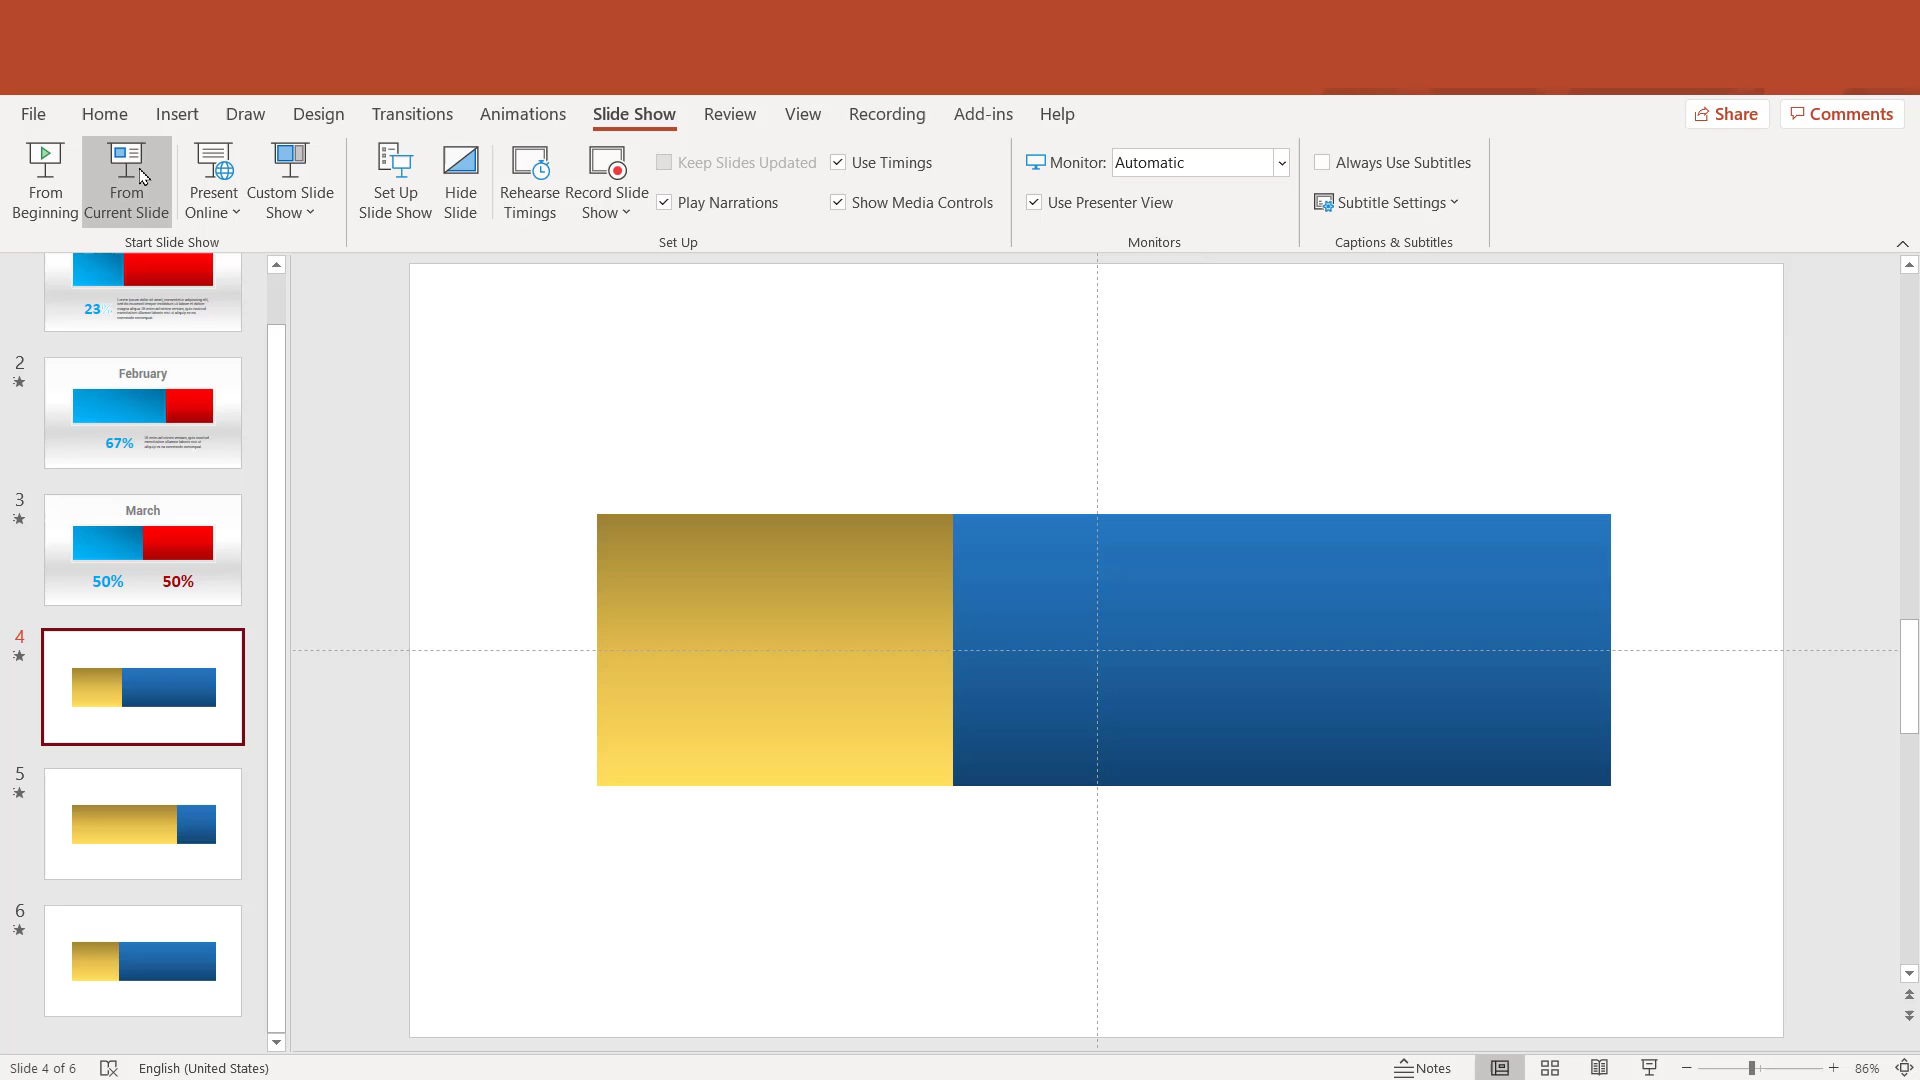 File Home Insert Draw Design Transitions Animations Slide Show Review View Recording Add-ins Help Share Comments
From Beginning
From Current Slide
Present Online
Custom Slide Show
Set Up Slide Show
Hide Slide
Rehearse Timings
Record Slide Show
Keep Slides Updated
Use Timings
Play Narrations
Show Media Controls
Monitor: Automatic
Use Presenter View
Always Use Subtitles
Subtitle Settings
Start Slide Show
Set Up
Monitors
Captions & Subtitles
23
2
February
67%
3
March
50% 50%
4
5
6
Slide 4 of 6 English (United States) Notes 86%